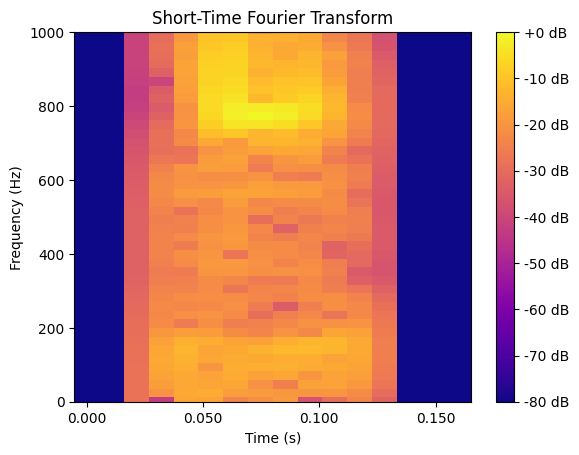 Short-Time Fourier Transform
1000
800
600
400
200
0
Frequency (Hz)
0.000
0.050
0.100
0.150
Time (s)
+0 dB
-10 dB
-20 dB
-30 dB
-40 dB
-50 dB
-60 dB
-70 dB
-80 dB